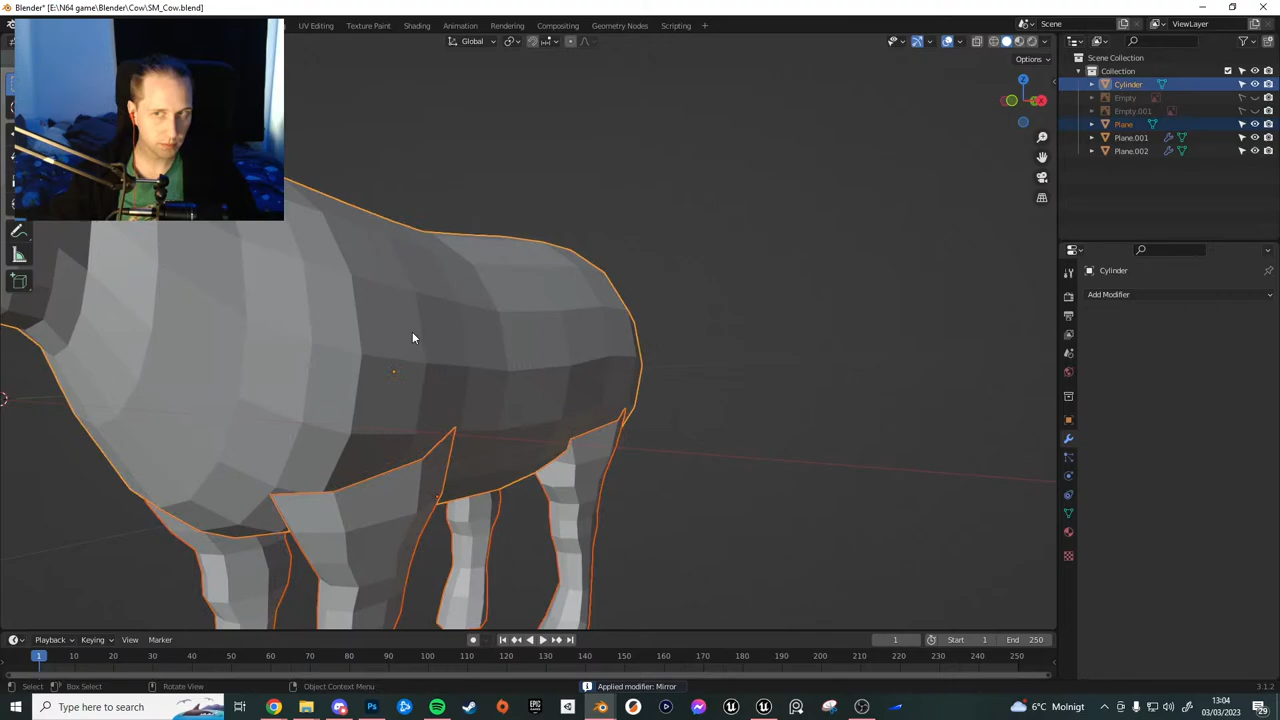 Blender* [E:\N64 game\Blender\Cow\SM_Cow.blend]
UV Editing Texture Paint Shading Animation Rendering Compositing Geometry Nodes Scripting + Scene ViewLayer
Global
Options
Z
X
Scene Collection
Collection
Cylinder
Empty
Empty.001
Plane
Plane.001
Plane.002
Cylinder
Add Modifier
Playback Keying View Marker 1 Start 1 End 250
1 10 20 30 40 50 60 70 80 90 100 110 120 130 140 150 160 170 180 190 200 210 220 230 240 250
Select Box Select Rotate View Object Context Menu Applied modifier: Mirror 3.1.2
Type here to search 6°C Molnigt 13:04
03/03/2023